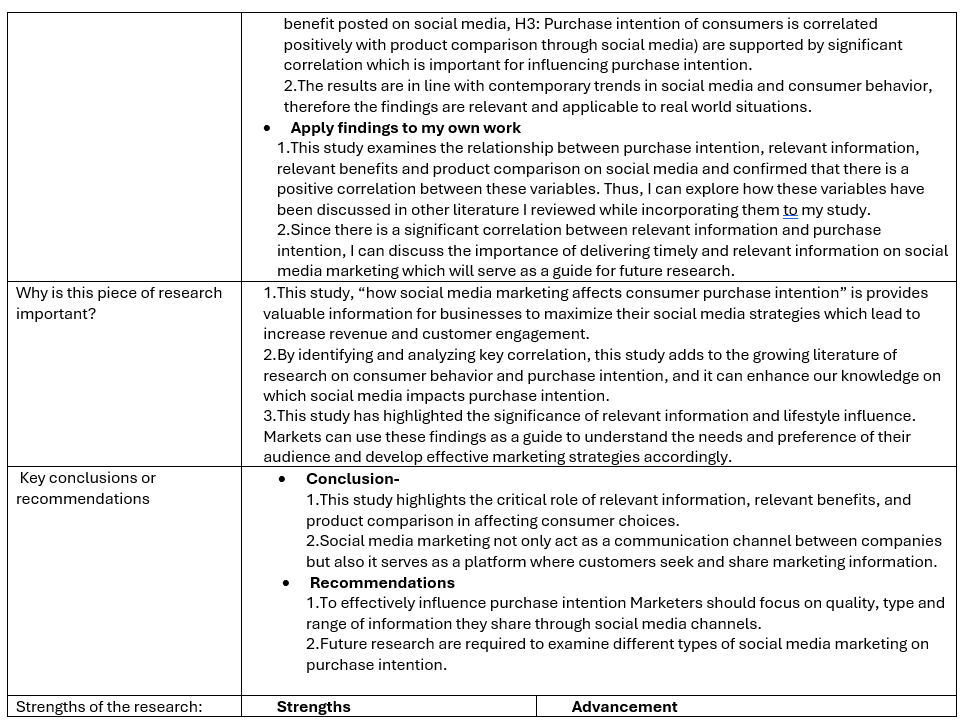 benefit posted on social media, H3: Purchase intention of consumers is correlated
positively with product comparison through social media) are supported by significant
correlation which is important for influencing purchase intention.
2.The results are in line with contemporary trends in social media and consumer behavior,
therefore the findings are relevant and applicable to real world situations.
• Apply findings to my own work
1.This study examines the relationship between purchase intention, relevant information,
relevant benefits and product comparison on social media and confirmed that there is a
positive correlation between these variables. Thus, I can explore how these variables have
been discussed in other literature I reviewed while incorporating them to my study.
2.Since there is a significant correlation between relevant information and purchase
intention, I can discuss the importance of delivering timely and relevant information on social
media marketing which will serve as a guide for future research.
Why is this piece of research
important?
1.This study, “how social media marketing affects consumer purchase intention” is provides
valuable information for businesses to maximize their social media strategies which lead to
increase revenue and customer engagement.
2.By identifying and analyzing key correlation, this study adds to the growing literature of
research on consumer behavior and purchase intention, and it can enhance our knowledge on
which social media impacts purchase intention.
3.This study has highlighted the significance of relevant information and lifestyle influence.
Markets can use these findings as a guide to understand the needs and preference of their
audience and develop effective marketing strategies accordingly.
Key conclusions or
recommendations
• Conclusion-
1.This study highlights the critical role of relevant information, relevant benefits, and
product comparison in affecting consumer choices.
2.Social media marketing not only act as a communication channel between companies
but also it serves as a platform where customers seek and share marketing information.
• Recommendations
1.To effectively influence purchase intention Marketers should focus on quality, type and
range of information they share through social media channels.
2.Future research are required to examine different types of social media marketing on
purchase intention.
Strengths of the research:
Strengths
Advancement